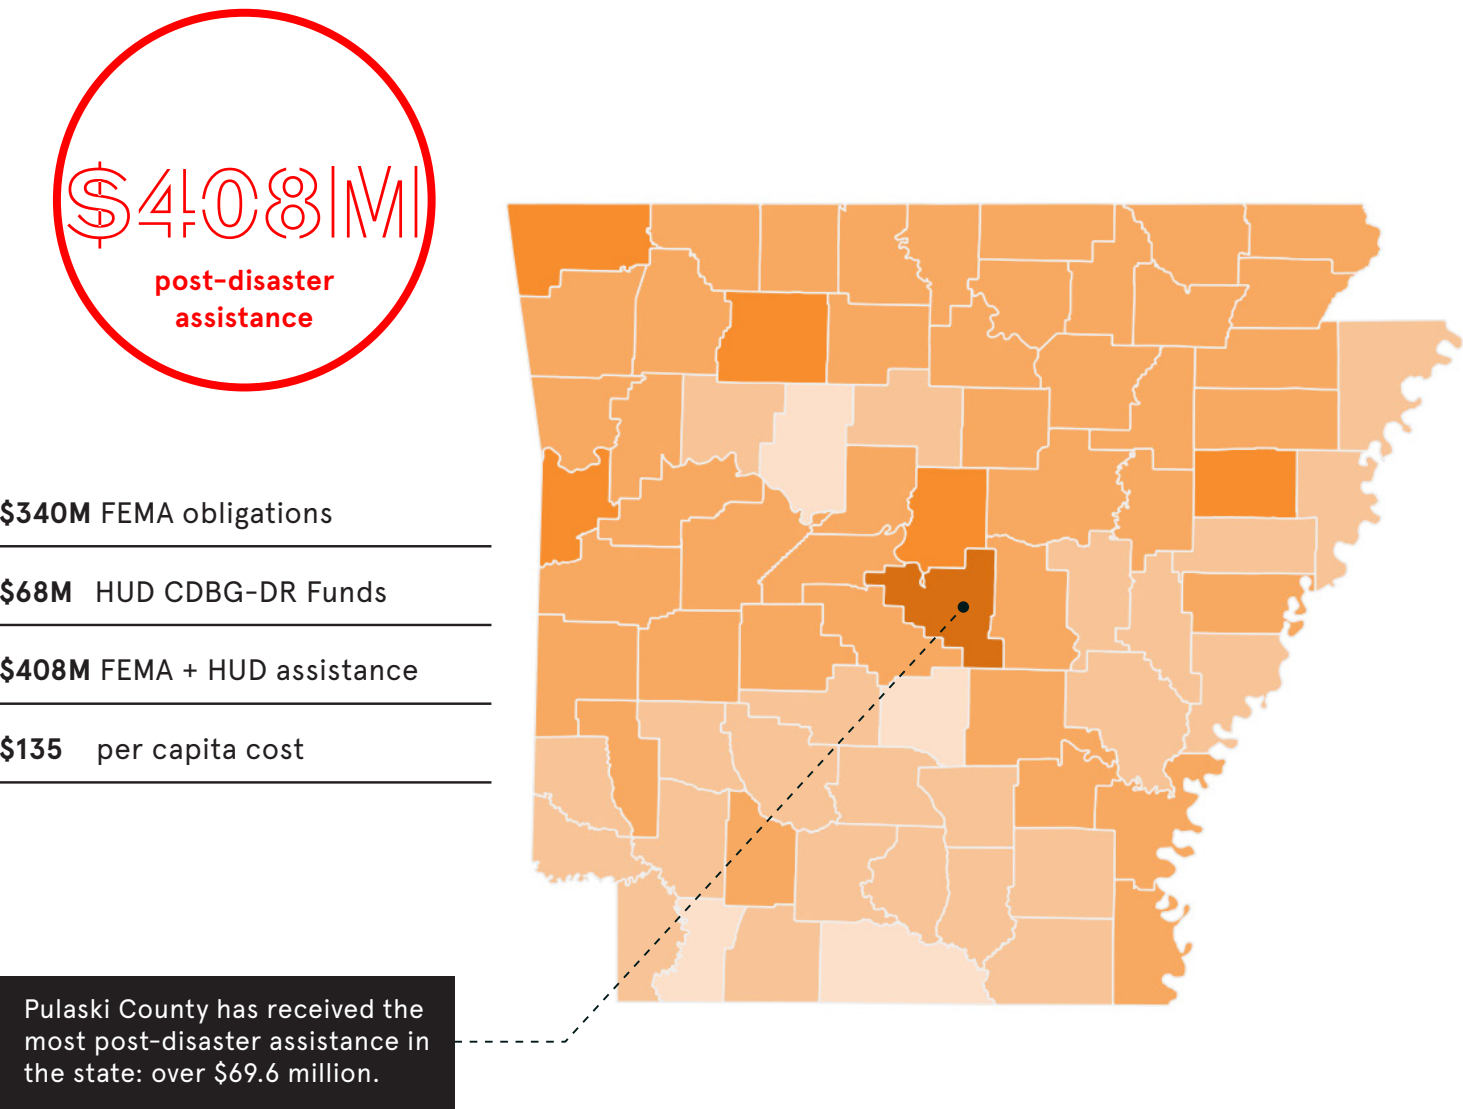 $408M
post-disaster
assistance
$340M FEMA obligations
$68M HUD CDBG-DR Funds
$408M FEMA + HUD assistance
$135 per capita cost
Pulaski County has received the
most post-disaster assistance in
the state: over $69.6 million.